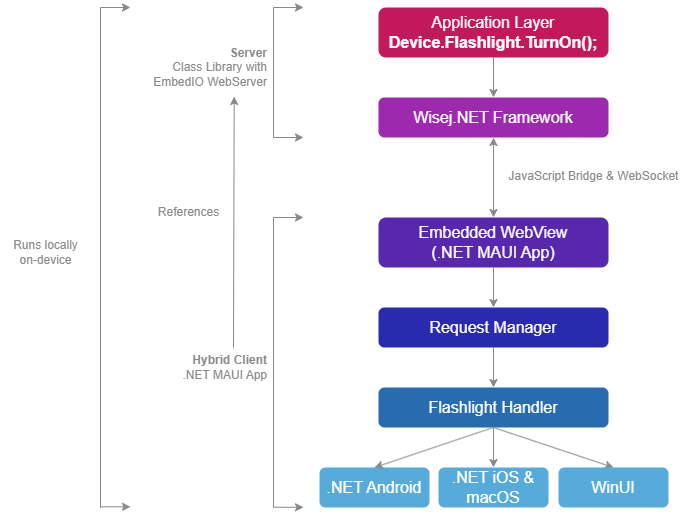 Application Layer
Device.Flashlight.TurnOn();
Server
Class Library with
EmbedIO WebServer
Wisej.NET Framework
JavaScript Bridge & WebSocket
References
Embedded WebView
(.NET MAUI App)
Runs locally
on-device
Request Manager
Hybrid Client
.NET MAUI App
Flashlight Handler
.NET Android
.NET iOS &
macOS
WinUI